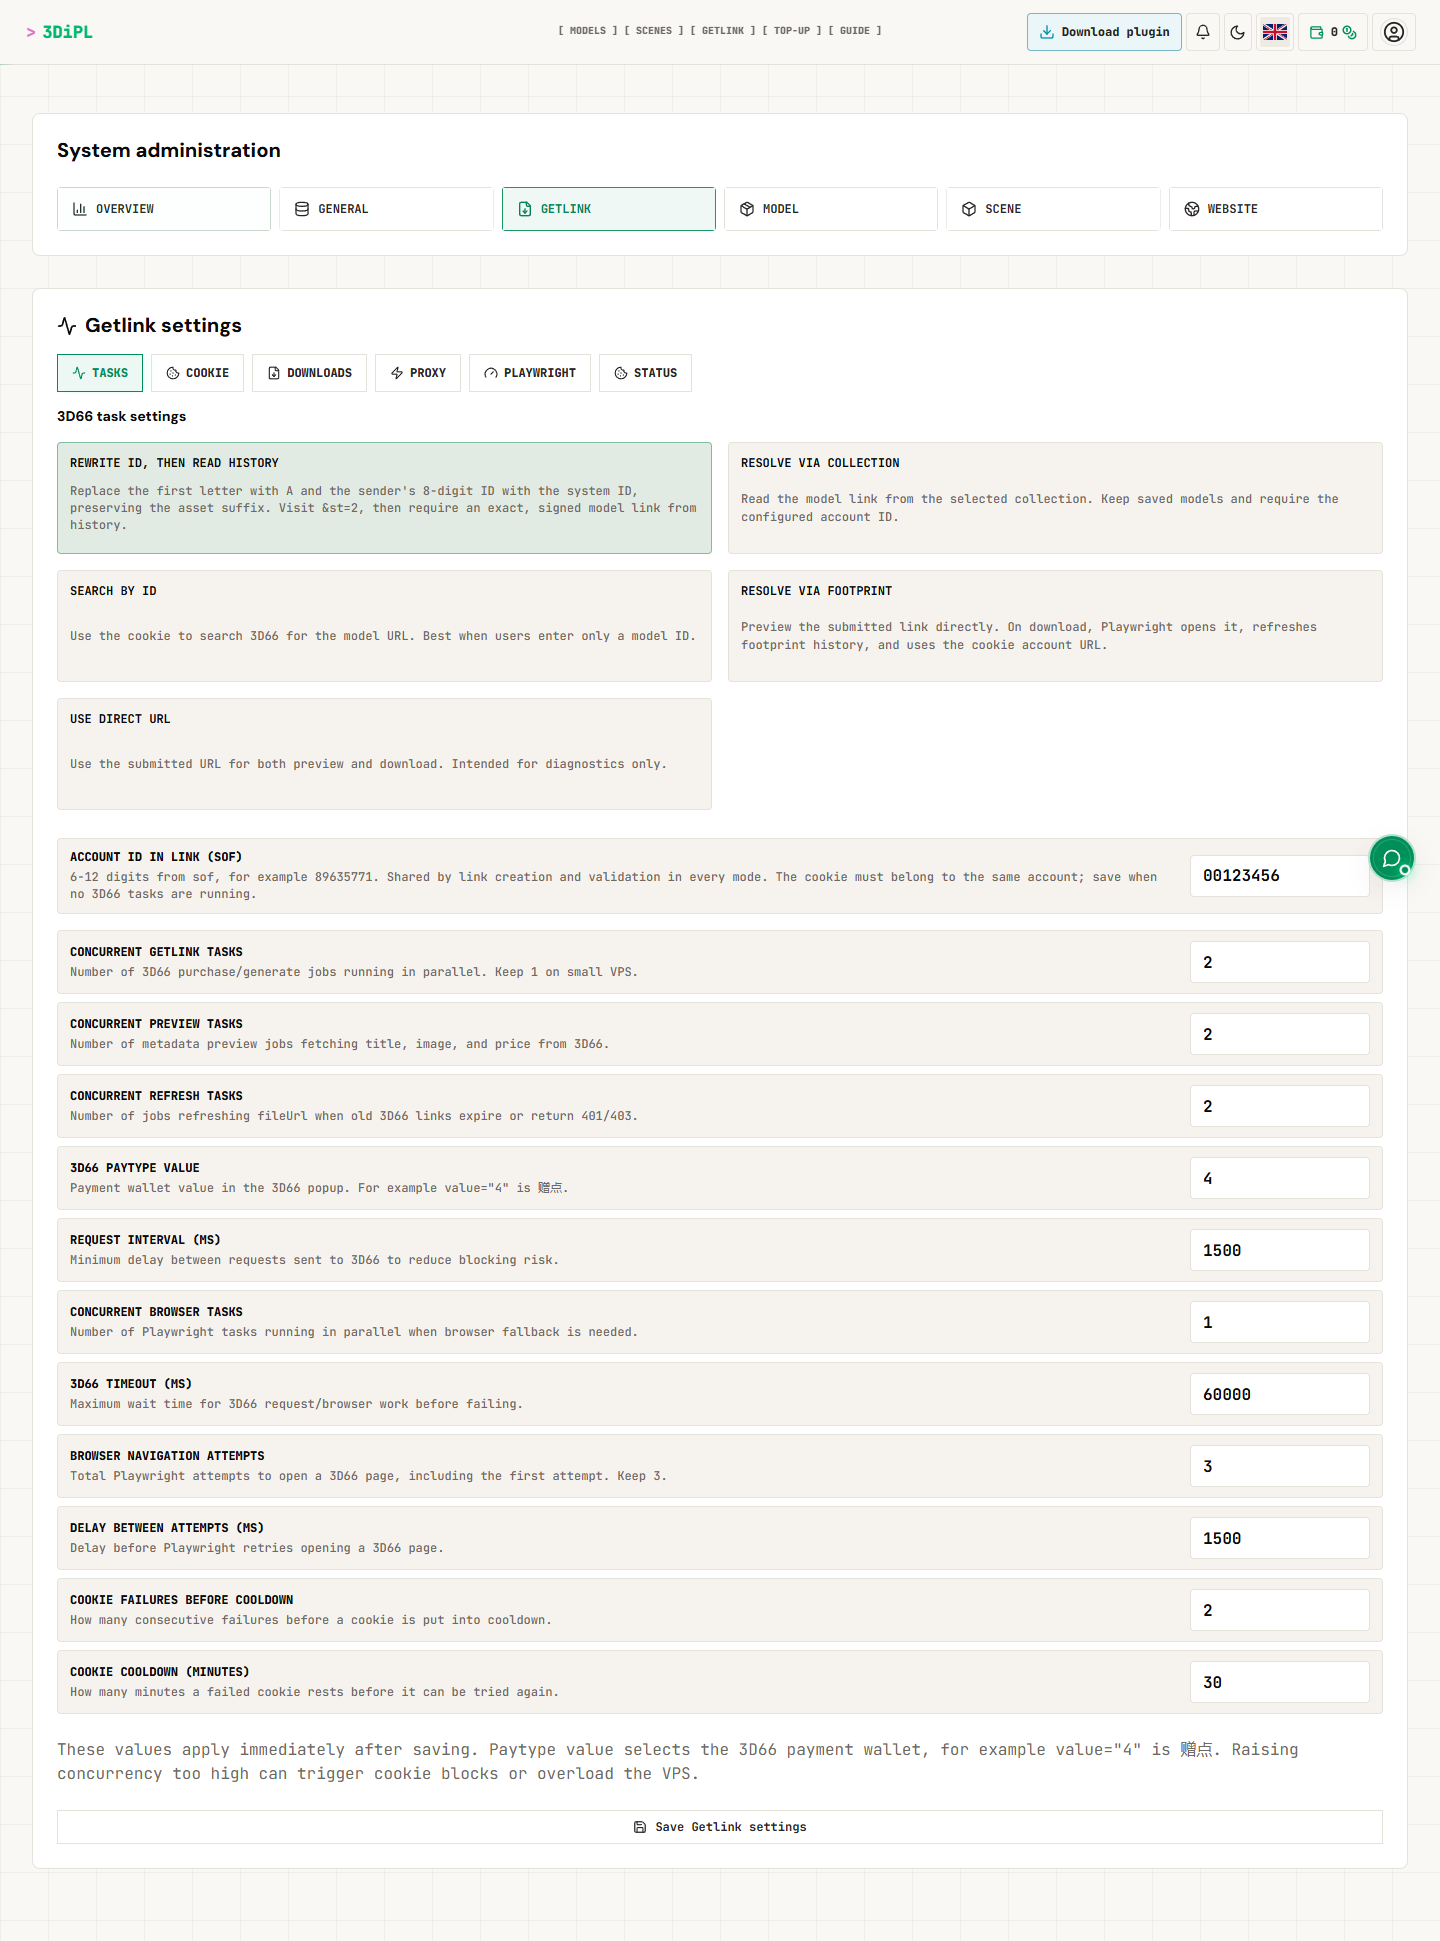 > 3DiPL
[ MODELS ] [ SCENES ] [ GETLINK ] [ TOP-UP ] [ GUIDE ]
Download plugin
0
System administration
OVERVIEW
GENERAL
GETLINK
MODEL
SCENE
WEBSITE
Getlink settings
TASKS
COOKIE
DOWNLOADS
PROXY
PLAYWRIGHT
STATUS
3D66 task settings
REWRITE ID, THEN READ HISTORY
Replace the first letter with A and the sender's 8-digit ID with the system ID,
preserving the asset suffix. Visit &st=2, then require an exact, signed model link from
history.
RESOLVE VIA COLLECTION
Read the model link from the selected collection. Keep saved models and require the
configured account ID.
SEARCH BY ID
Use the cookie to search 3D66 for the model URL. Best when users enter only a model ID.
RESOLVE VIA FOOTPRINT
Preview the submitted link directly. On download, Playwright opens it, refreshes
footprint history, and uses the cookie account URL.
USE DIRECT URL
Use the submitted URL for both preview and download. Intended for diagnostics only.
ACCOUNT ID IN LINK (SOF)
6-12 digits from sof, for example 89635771. Shared by link creation and validation in every mode. The cookie must belong to the same account; save when
no 3D66 tasks are running.
00123456
CONCURRENT GETLINK TASKS
Number of 3D66 purchase/generate jobs running in parallel. Keep 1 on small VPS.
2
CONCURRENT PREVIEW TASKS
Number of metadata preview jobs fetching title, image, and price from 3D66.
2
CONCURRENT REFRESH TASKS
Number of jobs refreshing fileUrl when old 3D66 links expire or return 401/403.
2
3D66 PAYTYPE VALUE
Payment wallet value in the 3D66 popup. For example value="4" is 赠点.
4
REQUEST INTERVAL (MS)
Minimum delay between requests sent to 3D66 to reduce blocking risk.
1500
CONCURRENT BROWSER TASKS
Number of Playwright tasks running in parallel when browser fallback is needed.
1
3D66 TIMEOUT (MS)
Maximum wait time for 3D66 request/browser work before failing.
60000
BROWSER NAVIGATION ATTEMPTS
Total Playwright attempts to open a 3D66 page, including the first attempt. Keep 3.
3
DELAY BETWEEN ATTEMPTS (MS)
Delay before Playwright retries opening a 3D66 page.
1500
COOKIE FAILURES BEFORE COOLDOWN
How many consecutive failures before a cookie is put into cooldown.
2
COOKIE COOLDOWN (MINUTES)
How many minutes a failed cookie rests before it can be tried again.
30
These values apply immediately after saving. Paytype value selects the 3D66 payment wallet, for example value="4" is 赠点. Raising
concurrency too high can trigger cookie blocks or overload the VPS.
Save Getlink settings